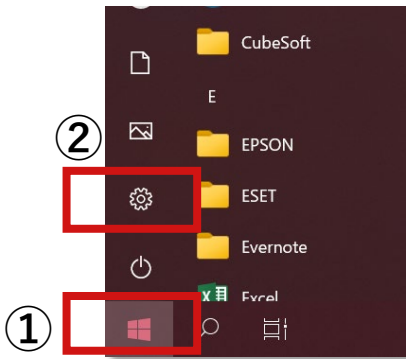 CubeSoft
E
EPSON
②
ESET
Evernote
Excel
①